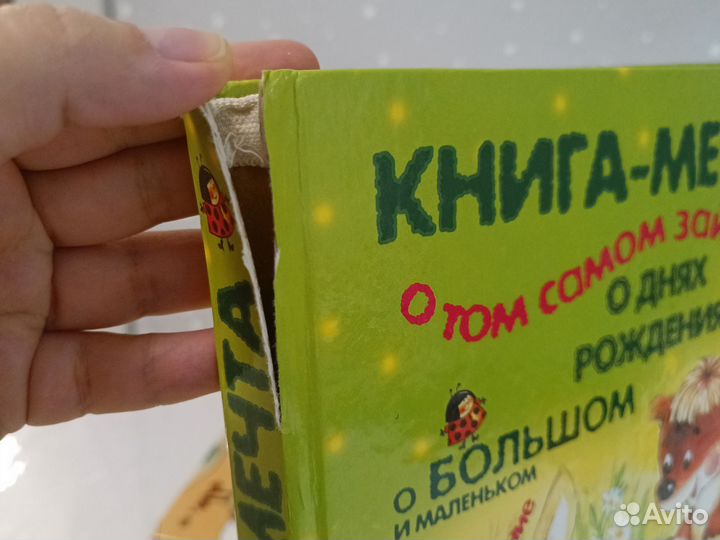 КНИГА-МЕ
О ТОМ САМОМ ЗАЙ
О ДНЯХ
РОЖДЕНИЯ
О БОЛЬШОМ
И МАЛЕНЬКОМ
МЕЧТА
Avito